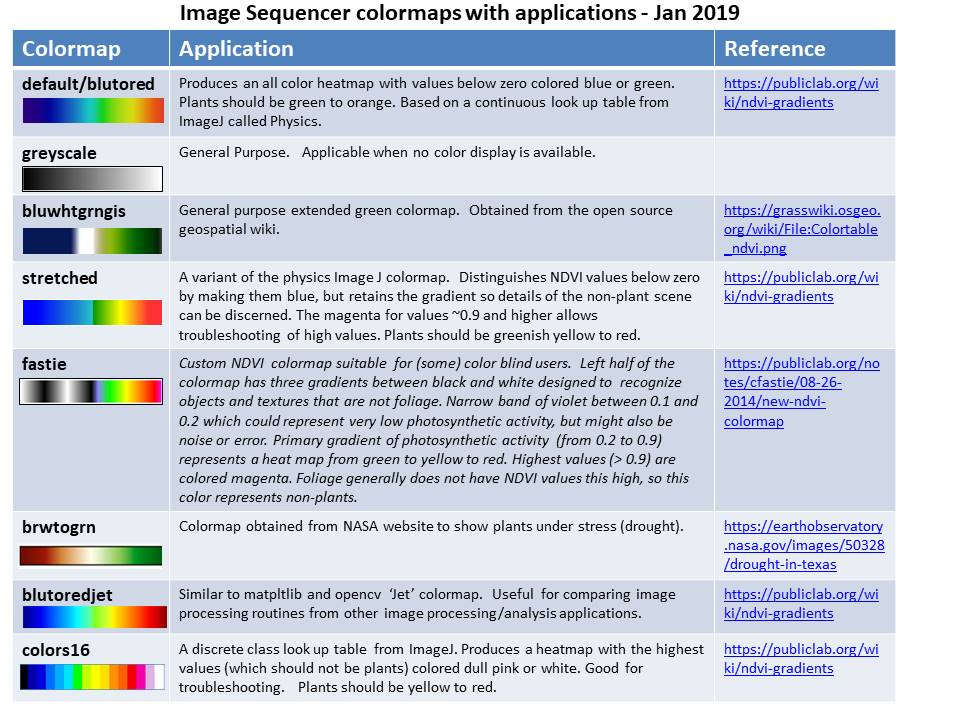 Image Sequencer colormaps with applications - Jan 2019
Colormap
Application
Reference
default/blutored
Produces an all color heatmap with values below zero colored blue or green.
Plants should be green to orange. Based on a continuous look up table from
ImageJ called Physics.
https://publiclab.org/wi
ki/ndvi-gradients
greyscale
General Purpose.   Applicable when no color display is available.
bluwhtgrngis
General purpose extended green colormap.  Obtained from the open source
geospatial wiki.
https://grasswiki.osgeo.
org/wiki/File:Colortable
_ndvi.png
stretched
A variant of the physics Image J colormap.  Distinguishes NDVI values below zero
by making them blue, but retains the gradient so details of the non-plant scene
can be discerned. The magenta for values ~0.9 and higher allows
troubleshooting of high values. Plants should be greenish yellow to red.
https://publiclab.org/wi
ki/ndvi-gradients
fastie
Custom NDVI  colormap suitable  for (some) color blind users.  Left half of the
colormap has three gradients between black and white designed to  recognize
objects and textures that are not foliage. Narrow band of violet between 0.1 and
0.2 which could represent very low photosynthetic activity, but might also be
noise or error. Primary gradient of photosynthetic activity  (from 0.2 to 0.9)
represents a heat map from green to yellow to red. Highest values (> 0.9) are
colored magenta. Foliage generally does not have NDVI values this high, so this
color represents non-plants.
https://publiclab.org/no
tes/cfastie/08-26-
2014/new-ndvi-
colormap
brwtogrn
Colormap obtained from NASA website to show plants under stress (drought).
https://earthobservatory
.nasa.gov/images/50328
/drought-in-texas
blutoredjet
Similar to matpltlib and opencv  ‘Jet’ colormap.  Useful for comparing image
processing routines from other image processing/analysis applications.
https://publiclab.org/wi
ki/ndvi-gradients
colors16
A discrete class look up table  from ImageJ. Produces a heatmap with the highest
values (which should not be plants) colored dull pink or white. Good for
troubleshooting.   Plants should be yellow to red.
https://publiclab.org/wi
ki/ndvi-gradients